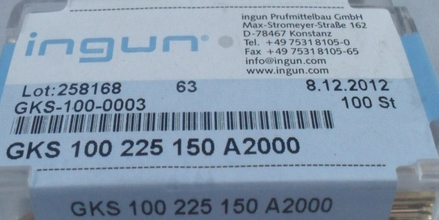 ingun Prüfmittelbau GmbH
Max-Stromeyer-Straße 162
D-78467 Konstanz
Tel. +49 7531 8105-0
Fax +49 7531 8105-65
info@ingun.com
www.ingun.com
ingun®
Lot:258168 63 8.12.2012
GKS-100-0003 100 St
GKS 100 225 150 A2000
GKS 100 225 150 A2000